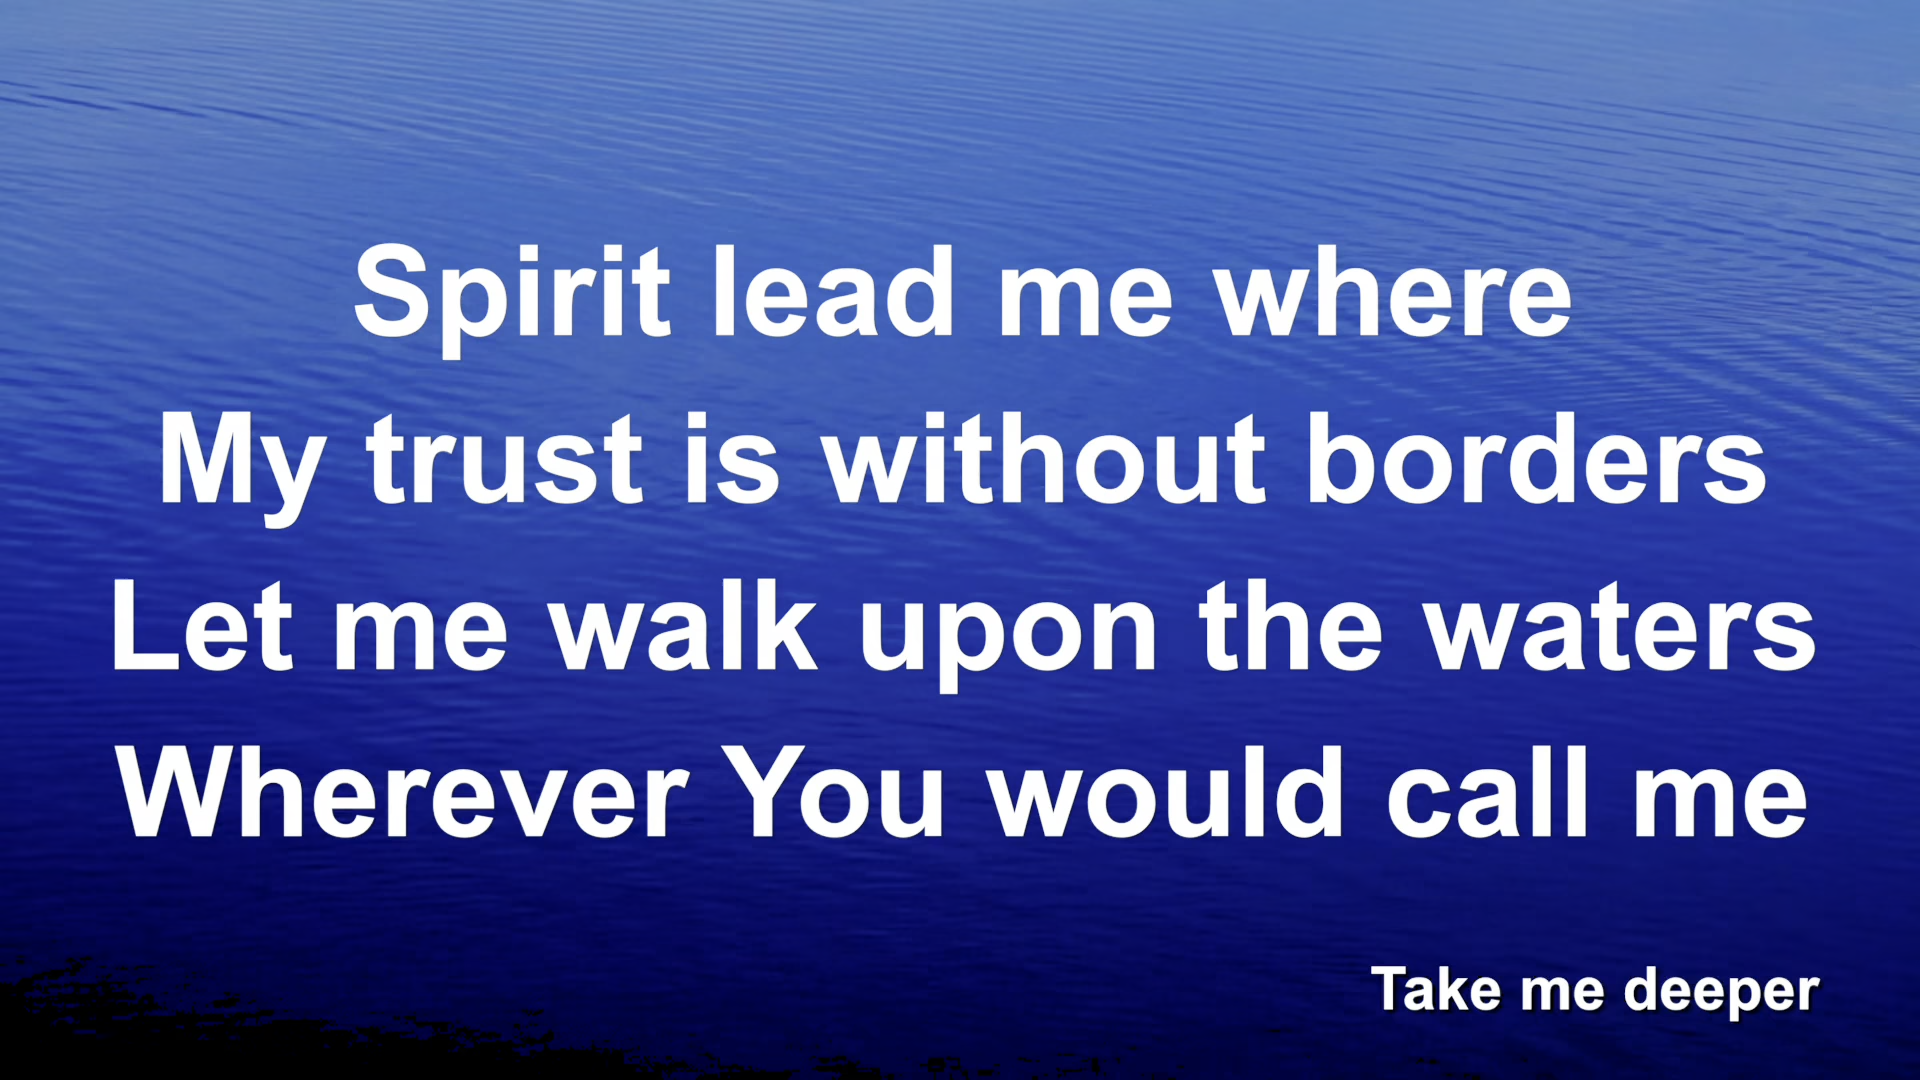 Spirit lead me where
My trust is without borders
Let me walk upon the waters
Wherever You would call me
Take me deeper